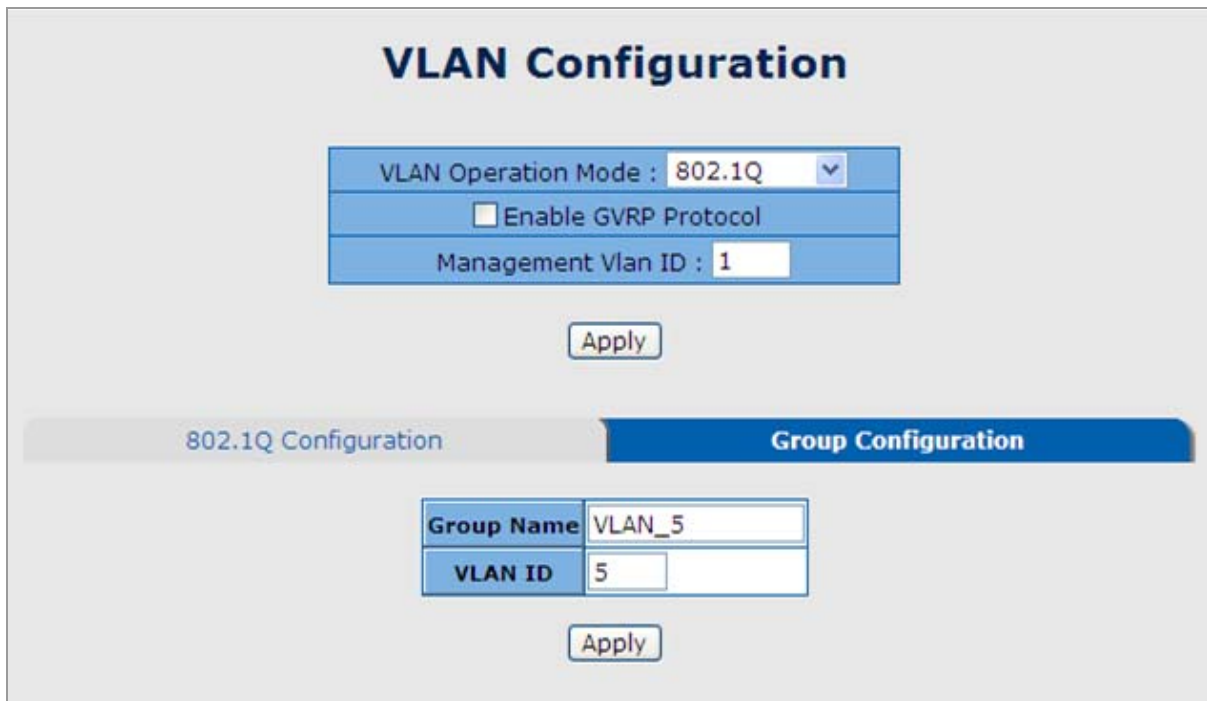 VLAN Configuration
VLAN Operation Mode : 802.1Q
Enable GVRP Protocol
Management Vlan ID : 1
Apply
802.1Q Configuration
Group Configuration
Group Name VLAN_5
VLAN ID 5
Apply